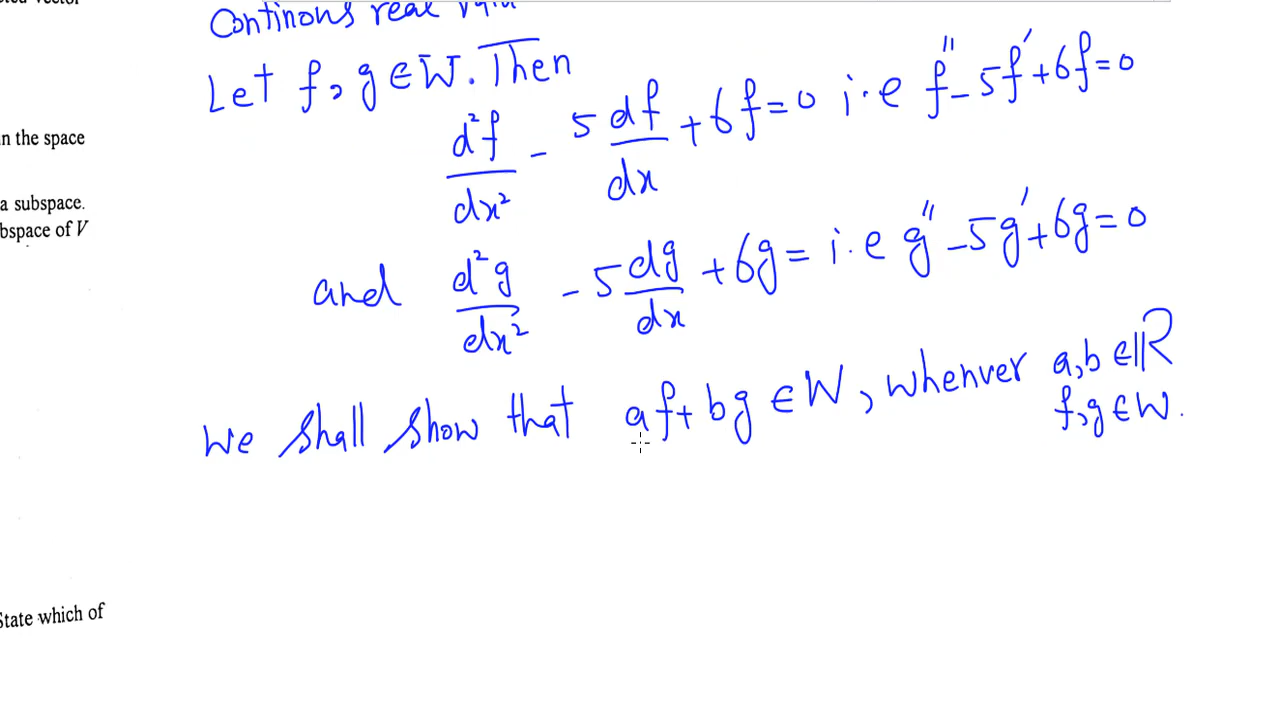 Continous real
Let f, g ∈ W. Then
d²f/dx² - 5 df/dx + 6f = 0 i.e f'' - 5f' + 6f = 0
n the space
a subspace.
bspace of V
and d²g/dx² - 5 dg/dx + 6g = i.e g'' - 5g' + 6g = 0
We shall show that af + bg ∈ W, whenver a, b ∈ ℝ
f, g ∈ W.
State which of